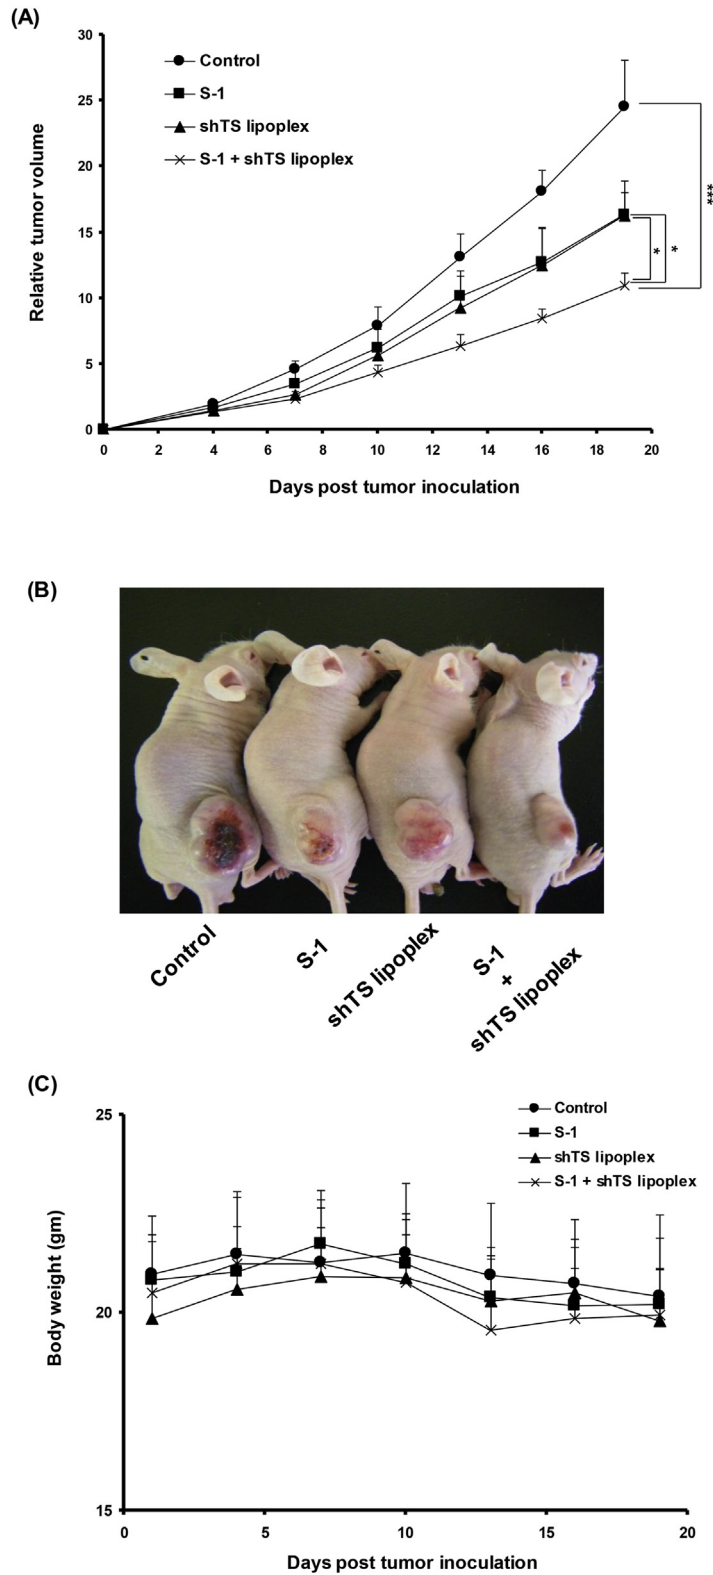 (A)
30
25
20
15
10
5
0
Relative tumor volume
Control
S-1
shTS lipoplex
S-1 + shTS lipoplex
***
*
*
0 2 4 6 8 10 12 14 16 18 20
Days post tumor inoculation
(B)
Control
S-1
shTS lipoplex
S-1
+
shTS lipoplex
(C)
25
20
15
Body weight (gm)
Control
S-1
shTS lipoplex
S-1 + shTS lipoplex
0 5 10 15 20
Days post tumor inoculation